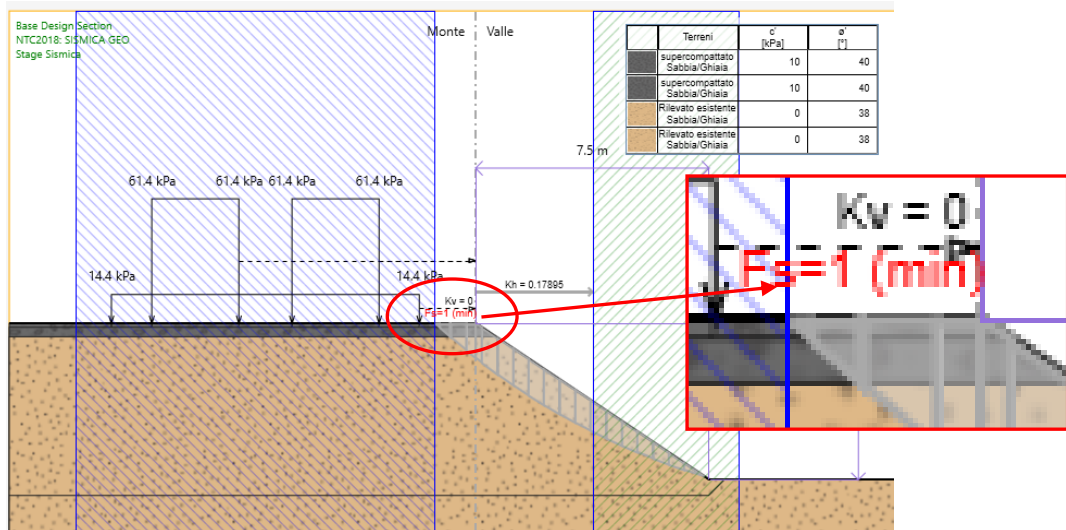 Base Design Section
NTC2018: SISMICA GEO
Stage Sismica
Monte
Valle
Terreni c' ø'
[kPa] [°]
supercompattato
Sabbia/Ghiaia 10 40
supercompattato
Sabbia/Ghiaia 10 40
Rilevato esistente
Sabbia/Ghiaia 0 38
Rilevato esistente
Sabbia/Ghiaia 0 38
7.5 m
61.4 kPa 61.4 kPa 61.4 kPa 61.4 kPa
14.4 kPa 14.4 kPa
Kh = 0.17895
Kv = 0
Fs=1 (min)
Kv = 0
Fs=1 (min)